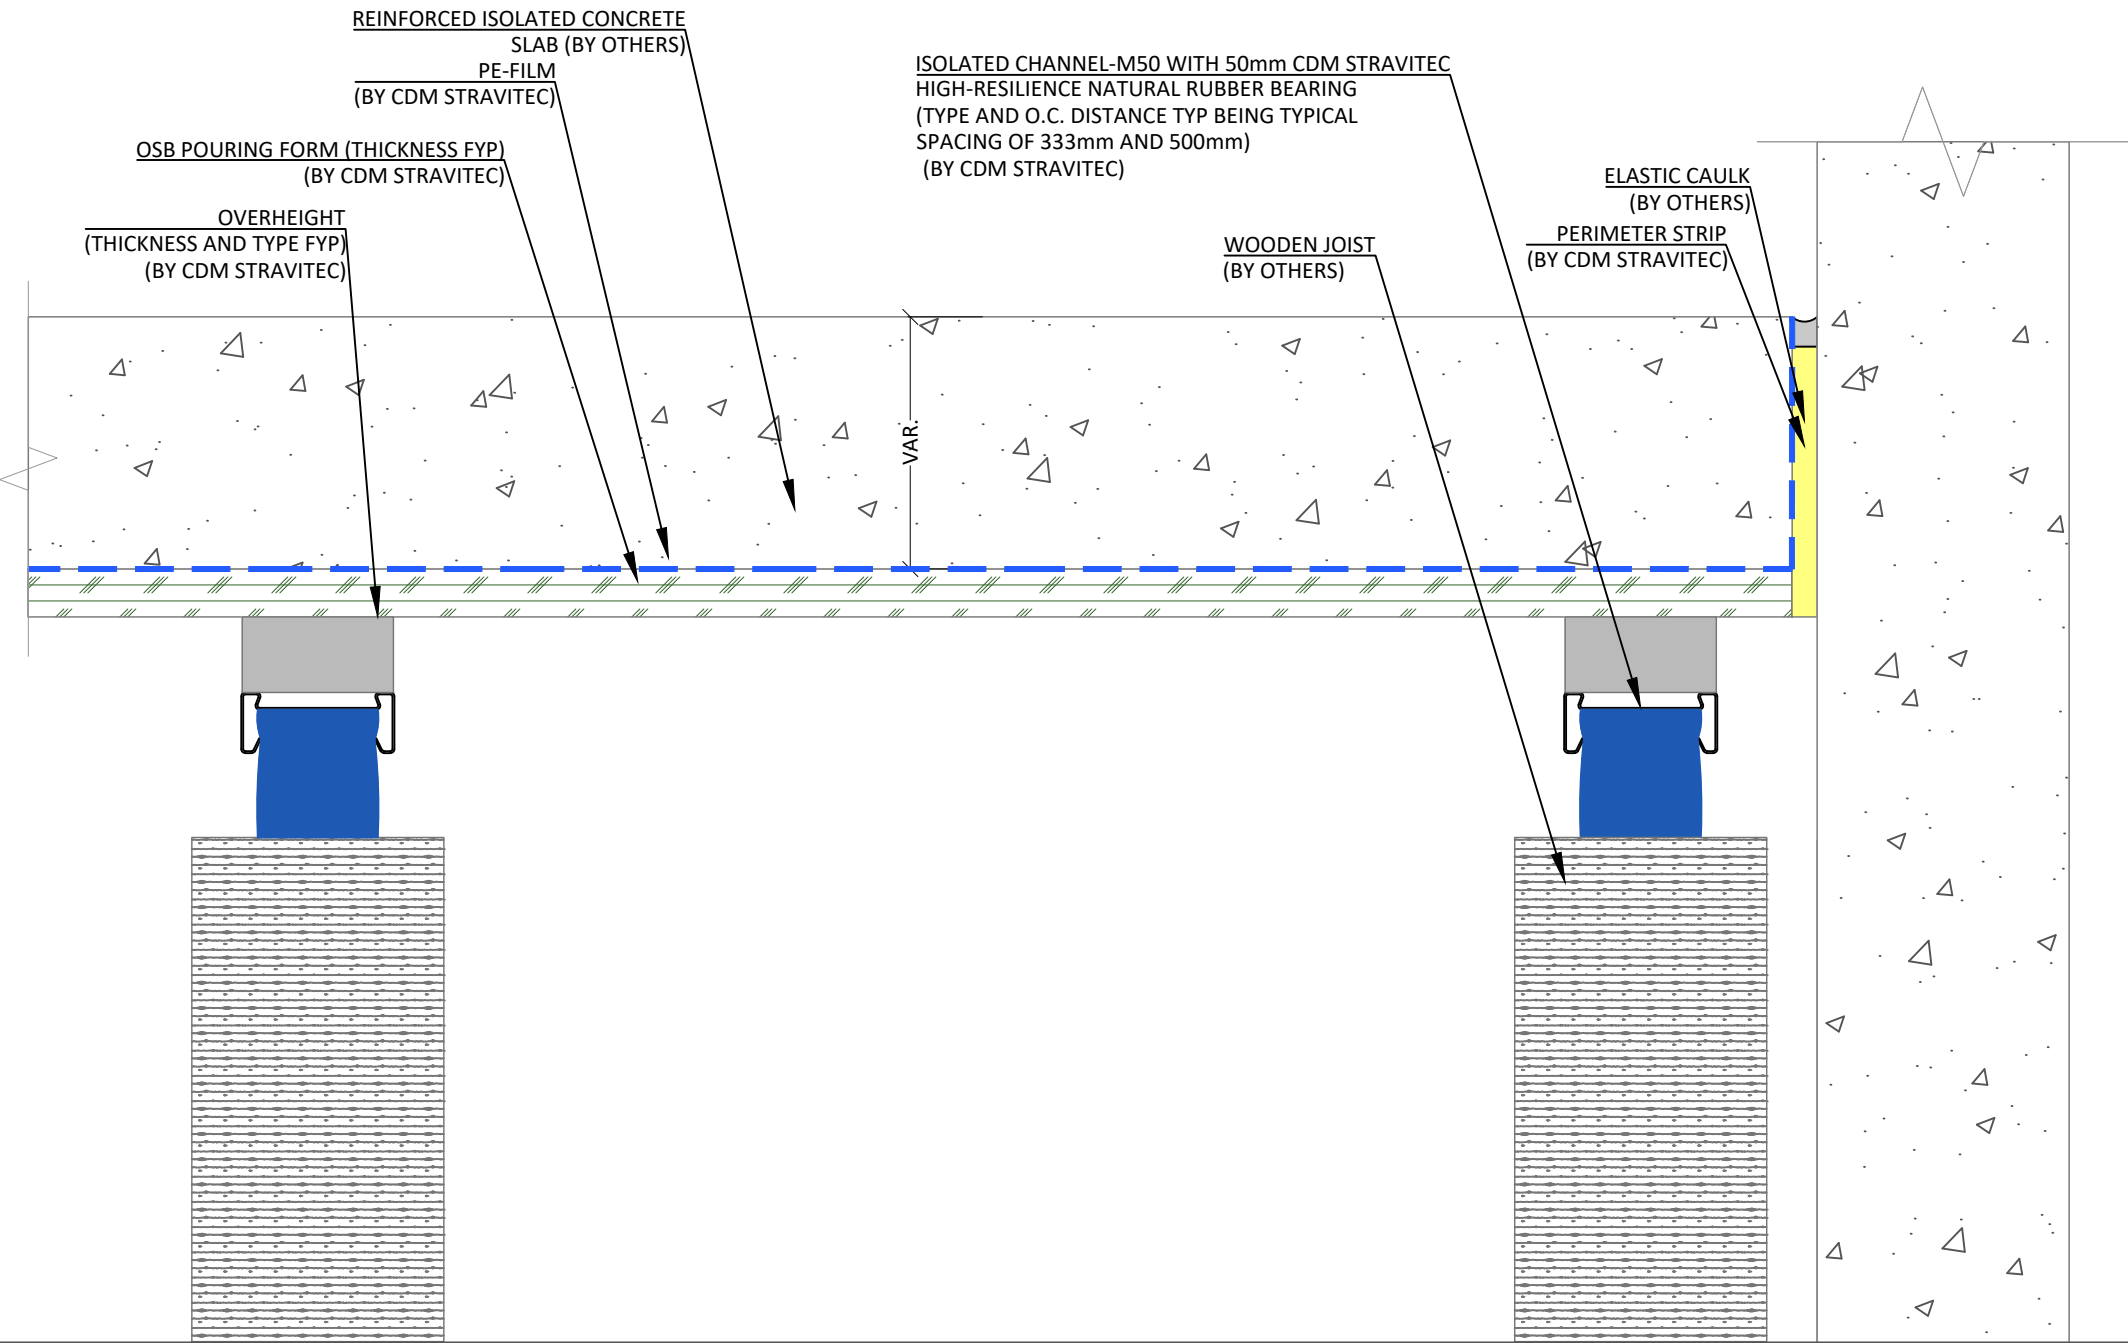 REINFORCED ISOLATED CONCRETE
SLAB (BY OTHERS)
PE-FILM
(BY CDM STRAVITEC)
OSB POURING FORM (THICKNESS FYP)
(BY CDM STRAVITEC)
OVERHEIGHT
(THICKNESS AND TYPE FYP)
(BY CDM STRAVITEC)
ISOLATED CHANNEL-M50 WITH 50mm CDM STRAVITEC
HIGH-RESILIENCE NATURAL RUBBER BEARING
(TYPE AND O.C. DISTANCE TYP BEING TYPICAL
SPACING OF 333mm AND 500mm)
(BY CDM STRAVITEC)
WOODEN JOIST
(BY OTHERS)
ELASTIC CAULK
(BY OTHERS)
PERIMETER STRIP
(BY CDM STRAVITEC)
VAR.